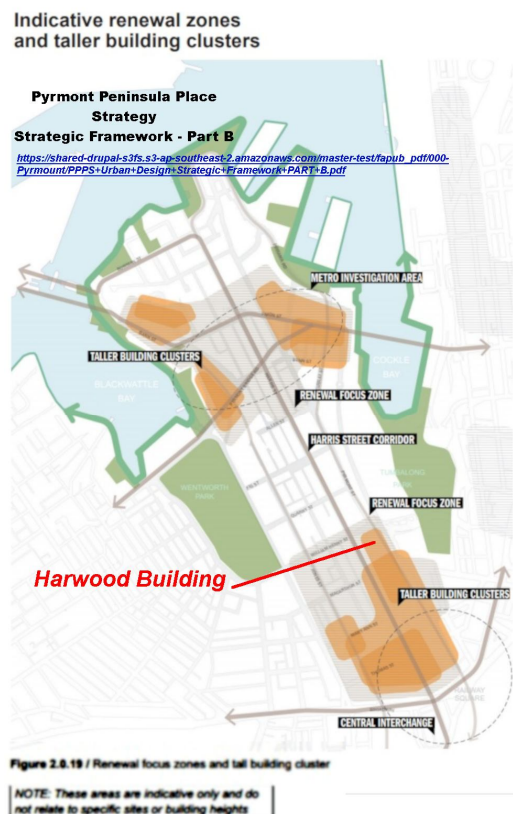 Indicative renewal zones
and taller building clusters
Pyrmont Peninsula Place
Strategy
Strategic Framework - Part B
https://shared-drupal-s3fs.s3-ap-southeast-2.amazonaws.com/master-test/fapub_pdf/000-
Pyrmount/PPPS+Urban+Design+Strategic+Framework+PART+B.pdf
METRO INVESTIGATION AREA
TALLER BUILDING CLUSTERS
COCKLE
BAY
BLACKWATTLE
BAY
RENEWAL FOCUS ZONE
HARRIS STREET CORRIDOR
WENTWORTH
PARK
TUMBALONG
PARK
RENEWAL FOCUS ZONE
Harwood Building
TALLER BUILDING CLUSTERS
RAILWAY
SQUARE
CENTRAL INTERCHANGE
Figure 2.0.19 / Renewal focus zones and tall building cluster
NOTE: These areas are indicative only and do
not relate to specific sites or building heights